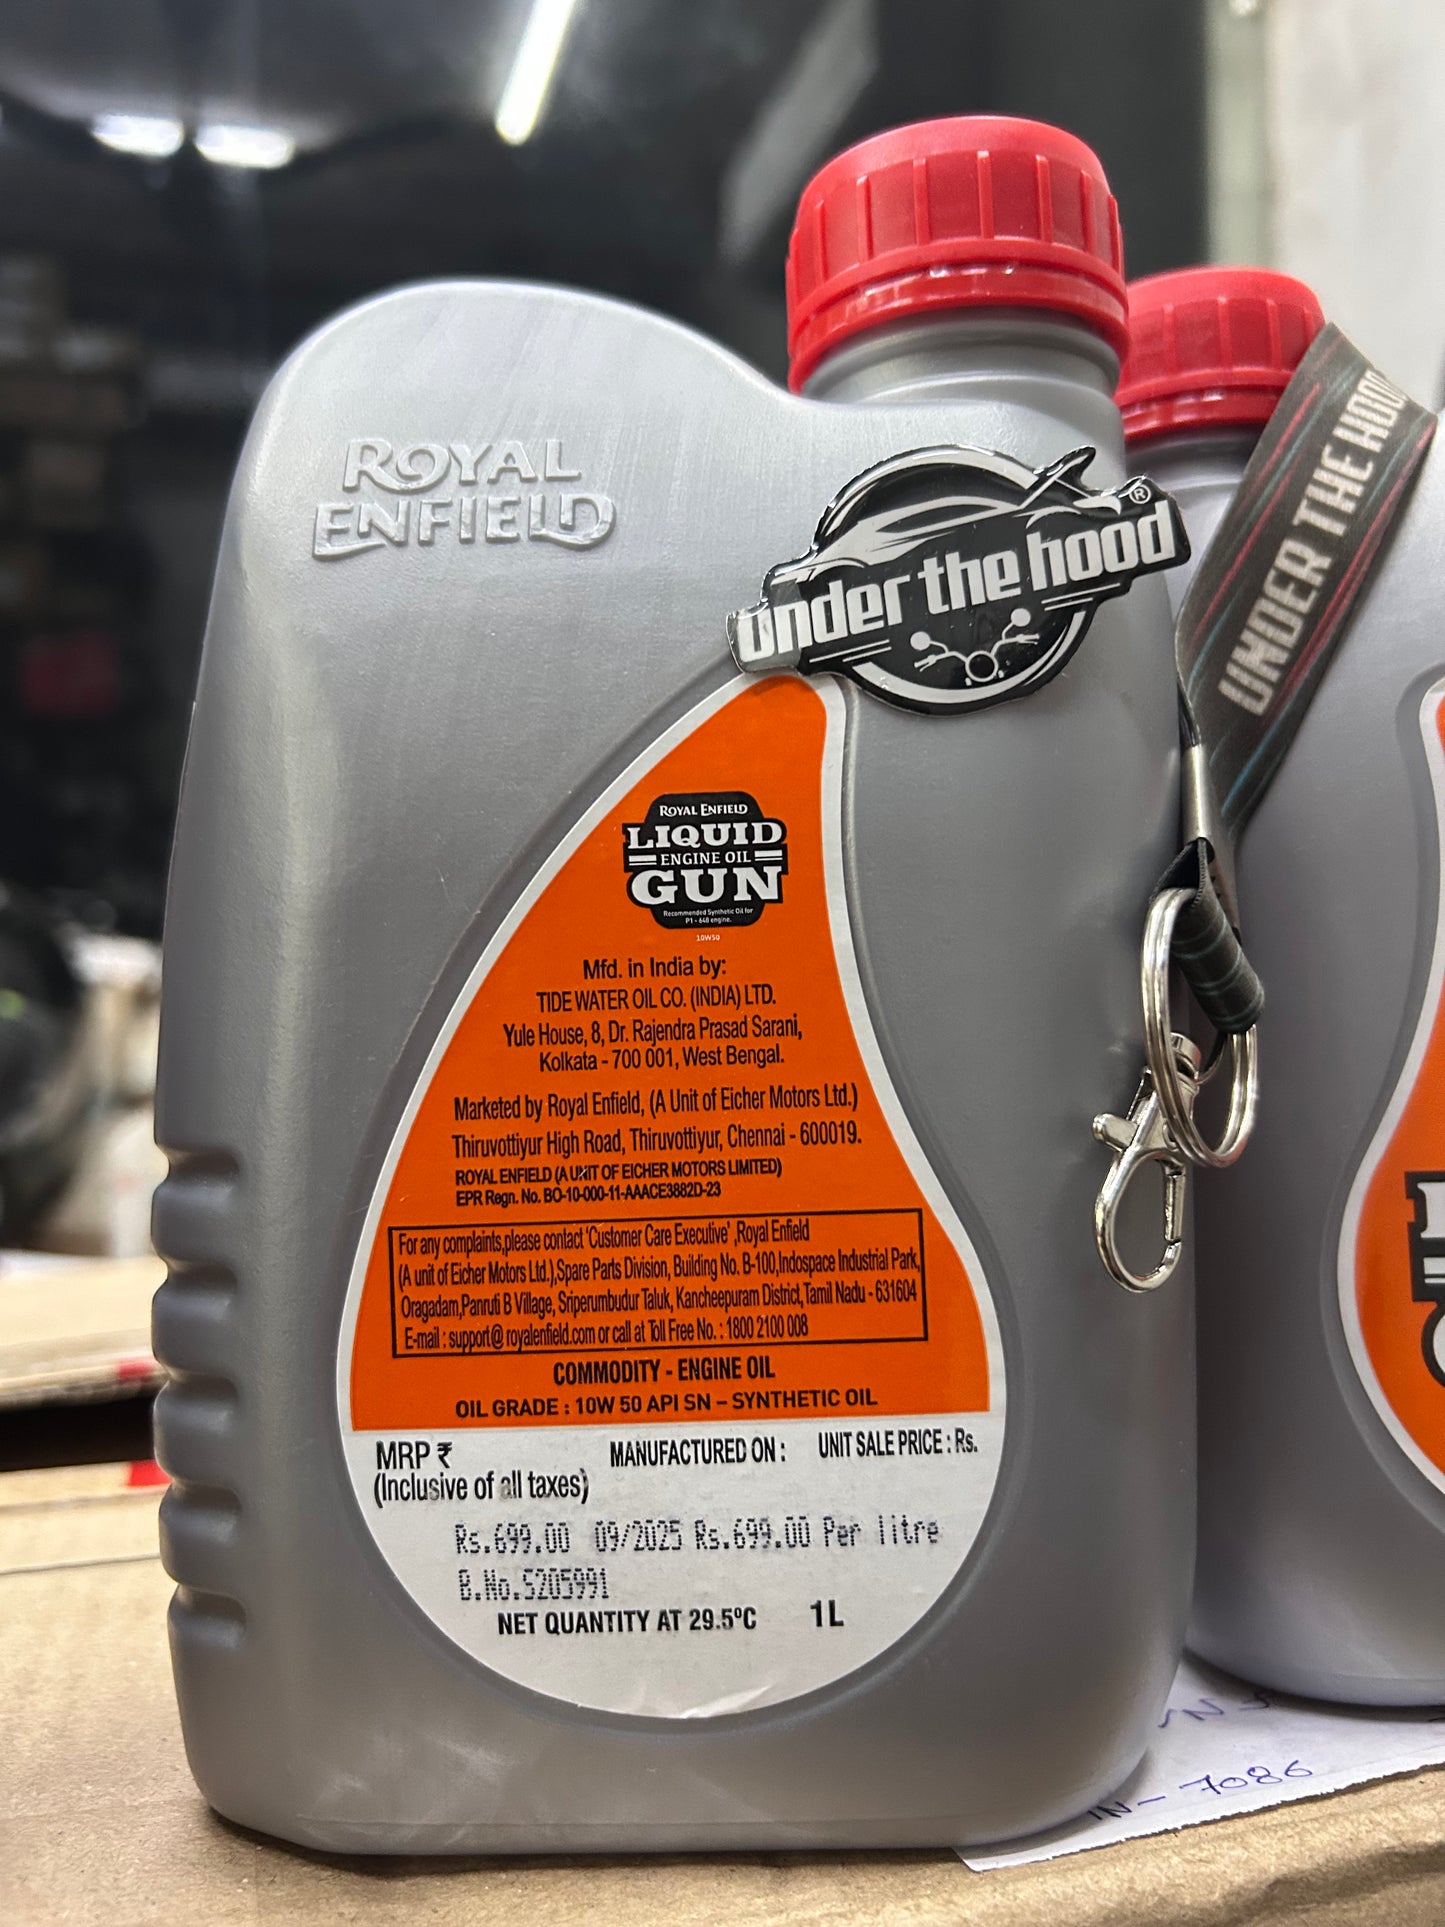 ROYAL
ENFIELD
under the hood®
UNDER THE HOOD
ROYAL ENFIELD
LIQUID
ENGINE OIL
GUN
Recommended Synthetic Oil for
P1 - 648 engine.
10W50
Mfd. in India by:
TIDE WATER OIL CO. (INDIA) LTD.
Yule House, 8, Dr. Rajendra Prasad Sarani,
Kolkata - 700 001, West Bengal.
Marketed by Royal Enfield, (A Unit of Eicher Motors Ltd.)
Thiruvottiyur High Road, Thiruvottiyur, Chennai - 600019.
ROYAL ENFIELD (A UNIT OF EICHER MOTORS LIMITED)
EPR Regn. No. BO-10-000-11-AAACE3882D-23
For any complaints,please contact 'Customer Care Executive' ,Royal Enfield
(A unit of Eicher Motors Ltd.),Spare Parts Division, Building No. B-100,Indospace Industrial Park,
Oragadam,Panruti B Village, Sriperumbudur Taluk, Kancheepuram District,Tamil Nadu - 631604
E-mail : support@ royalenfield.com or call at Toll Free No. : 1800 2100 008
COMMODITY - ENGINE OIL
OIL GRADE : 10W 50 API SN – SYNTHETIC OIL
MRP ₹ MANUFACTURED ON : UNIT SALE PRICE : Rs.
(Inclusive of all taxes)
Rs.699.00 09/2025 Rs.699.00 Per litre
B.No.S205991
NET QUANTITY AT 29.5ºC 1L
IN - 7086